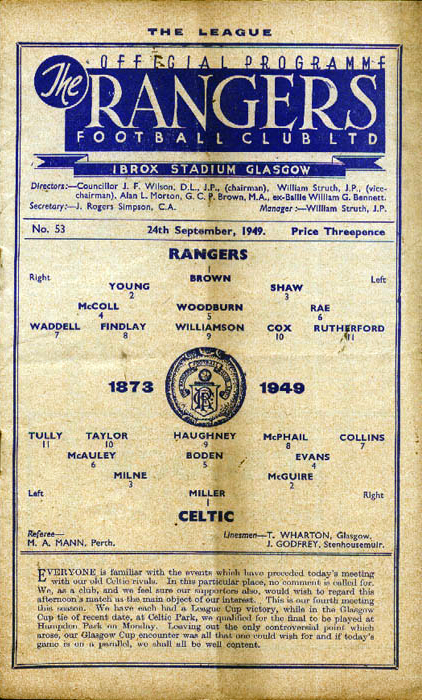 THE LEAGUE
OFFICIAL PROGRAMME
The RANGERS
FOOTBALL CLUB LTD
IBROX STADIUM GLASGOW
Directors:—Councillor J. F. Wilson, D.L., J.P., (chairman), William Struth, J.P., (vice-
chairman), Alan L. Morton, G. C. P. Brown, M.A., ex-Bailie William G. Bennett.
Secretary:—J. Rogers Simpson, C.A. Manager:—William Struth, J.P.
No. 53 24th September, 1949. Price Threepence
RANGERS
1
Right BROWN Left
YOUNG SHAW
2 3
McCOLL WOODBURN RAE
4 5 6
WADDELL FINDLAY WILLIAMSON COX RUTHERFORD
7 8 9 10 11
1873 1949
TULLY TAYLOR HAUGHNEY McPHAIL COLLINS
11 10 9 8 7
McAULEY BODEN EVANS
6 5 4
MILNE McGUIRE
3 2
Left MILLER Right
1
CELTIC
Referee— Linesmen—T. WHARTON, Glasgow.
M. A. MANN, Perth. J. GODFREY, Stenhousemuir.
EVERYONE is familiar with the events which have preceded today's meeting
with our old Celtic rivals. In this particular place, no comment is called for.
We, as a club, and we feel sure our supporters also, would wish to regard this
afternoon's match as the main object of our interest. This is our fourth meeting
this season. We have each had a League Cup victory, while in the Glasgow
Cup tie of recent date, at Celtic Park, we qualified for the final to be played at
Hampden Park on Monday. Leaving out the only controversial point which
arose, our Glasgow Cup encounter was all that one could wish for and if today's
game is on a parallel, we shall all be well content.